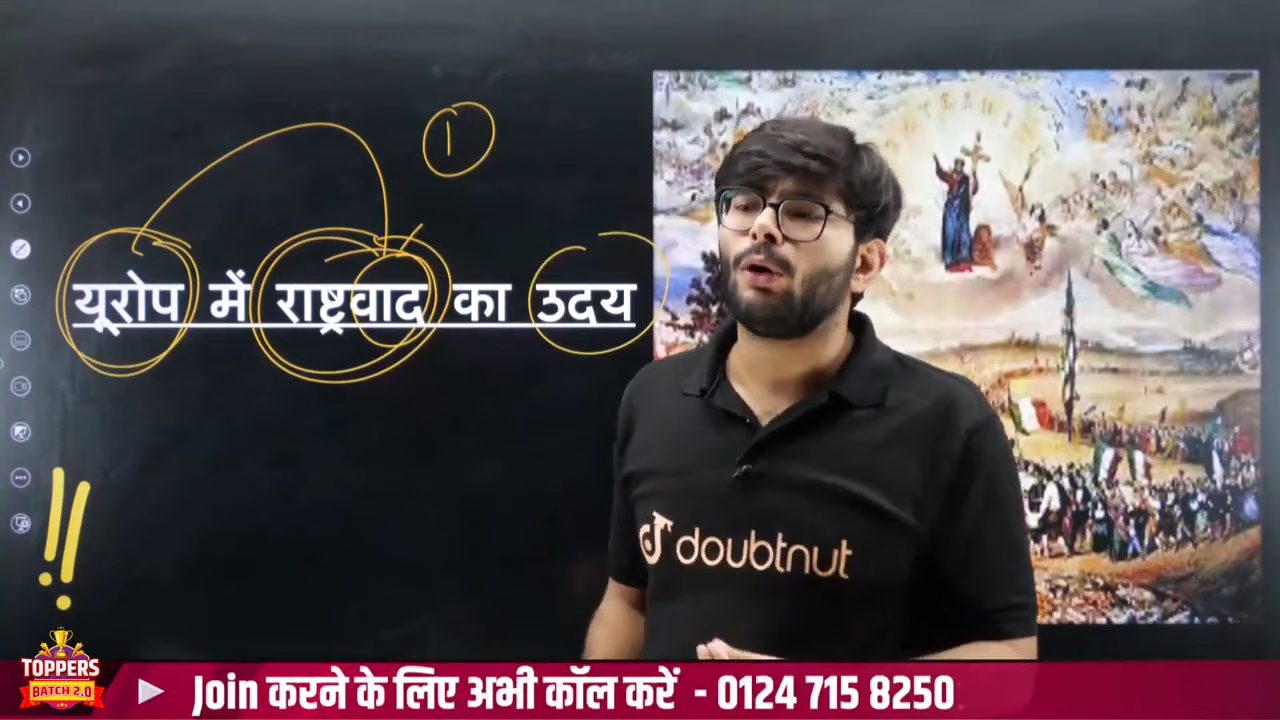 1
यूरोप में राष्ट्रवाद का उदय
!!
doubtnut
TOPPERS
BATCH 2.0
Join करने के लिए अभी कॉल करें - 0124 715 8250